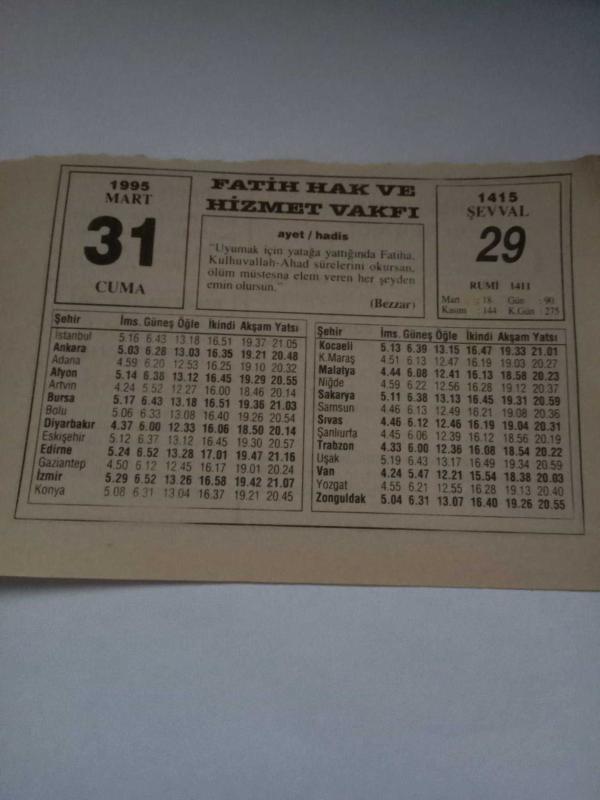 1995
MART
31
CUMA
FATİH HAK VE
HİZMET VAKFI
ayet / hadis
"Uyumak için yatağa yattığında Fatiha,
Kulhuvallah-Ahad sürelerini okursan,
ölüm müstesna elem veren her şeyden
emin olursun."
(Bezzar)
1415
ŞEVVAL
29
RUMİ 1411
Mart : 18 Gün : 90
Kasım : 144 K.Gün : 275
Şehir İms. Güneş Öğle İkindi Akşam Yatsı
İstanbul 5.16 6.43 13.18 16.51 19.37 21.05
Ankara 5.03 6.28 13.03 16.35 19.21 20.48
Adana 4.59 6.20 12.53 16.25 19.10 20.32
Afyon 5.14 6.38 13.12 16.45 19.29 20.55
Artvin 4.24 5.52 12.27 16.00 18.46 20.14
Bursa 5.17 6.43 13.18 16.51 19.36 21.03
Bolu 5.06 6.33 13.08 16.40 19.26 20.54
Diyarbakır 4.37 6.00 12.33 16.06 18.50 20.14
Eskişehir 5.12 6.37 13.12 16.45 19.30 20.57
Edirne 5.24 6.52 13.28 17.01 19.47 21.16
Gaziantep 4.50 6.12 12.45 16.17 19.01 20.24
İzmir 5.29 6.52 13.26 16.58 19.42 21.07
Konya 5.08 6.31 13.04 16.37 19.21 20.45
Şehir İms. Güneş Öğle İkindi Akşam Yatsı
Kocaeli 5.13 6.39 13.15 16.47 19.33 21.01
K.Maraş 4.51 6.13 12.47 16.19 19.03 20.27
Malatya 4.44 6.08 12.41 16.13 18.58 20.23
Niğde 4.59 6.22 12.56 16.28 19.12 20.37
Sakarya 5.11 6.38 13.13 16.45 19.31 20.59
Samsun 4.46 6.13 12.49 16.21 19.08 20.36
Sıvas 4.46 6.12 12.46 16.19 19.04 20.31
Şanlıurfa 4.45 6.06 12.39 16.12 18.56 20.19
Trabzon 4.33 6.00 12.36 16.08 18.54 20.22
Uşak 5.19 6.43 13.17 16.49 19.34 20.59
Van 4.24 5.47 12.21 15.54 18.38 20.03
Yozgat 4.55 6.21 12.55 16.28 19.13 20.40
Zonguldak 5.04 6.31 13.07 16.40 19.26 20.55